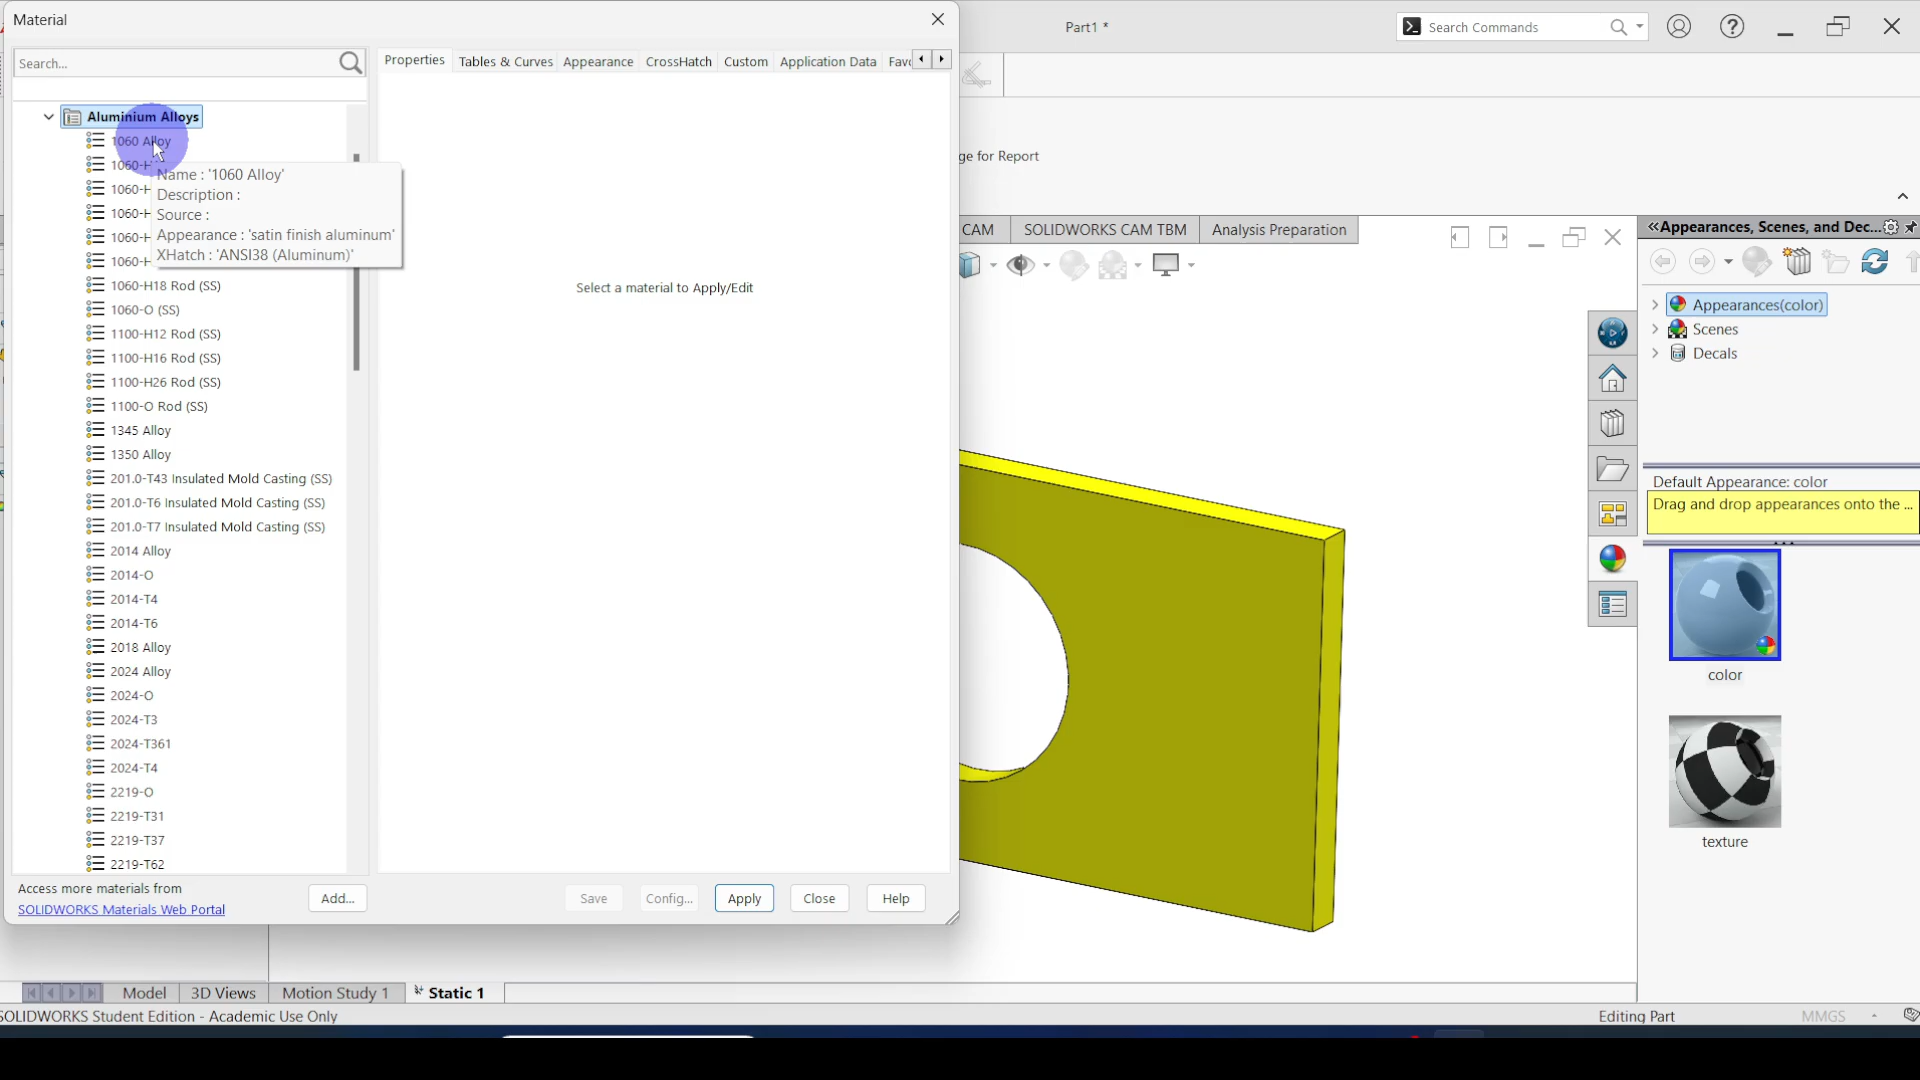 Material
Part1 *
Search Commands
Search...
Properties
Tables & Curves
Appearance
CrossHatch
Custom
Application Data
Aluminium Alloys
1060 Alloy
1060-H
1060-H
1060-H
1060-H
1060-H
Name : '1060 Alloy'
Description :
Source :
Appearance : 'satin finish aluminum'
XHatch : 'ANSI38 (Aluminum)'
1060-H18 Rod (SS)
1060-O (SS)
1100-H12 Rod (SS)
1100-H16 Rod (SS)
1100-H26 Rod (SS)
1100-O Rod (SS)
1345 Alloy
1350 Alloy
201.0-T43 Insulated Mold Casting (SS)
201.0-T6 Insulated Mold Casting (SS)
201.0-T7 Insulated Mold Casting (SS)
2014 Alloy
2014-O
2014-T4
2014-T6
2018 Alloy
2024 Alloy
2024-O
2024-T3
2024-T361
2024-T4
2219-O
2219-T31
2219-T37
2219-T62
Select a material to Apply/Edit
Access more materials from
SOLIDWORKS Materials Web Portal
Add...
Save
Config...
Apply
Close
Help
ge for Report
CAM
SOLIDWORKS CAM TBM
Analysis Preparation
Appearances, Scenes, and Dec...
Appearances(color)
Scenes
Decals
Default Appearance: color
Drag and drop appearances onto the ...
color
texture
Model
3D Views
Motion Study 1
Static 1
SOLIDWORKS Student Edition - Academic Use Only
Editing Part
MMGS